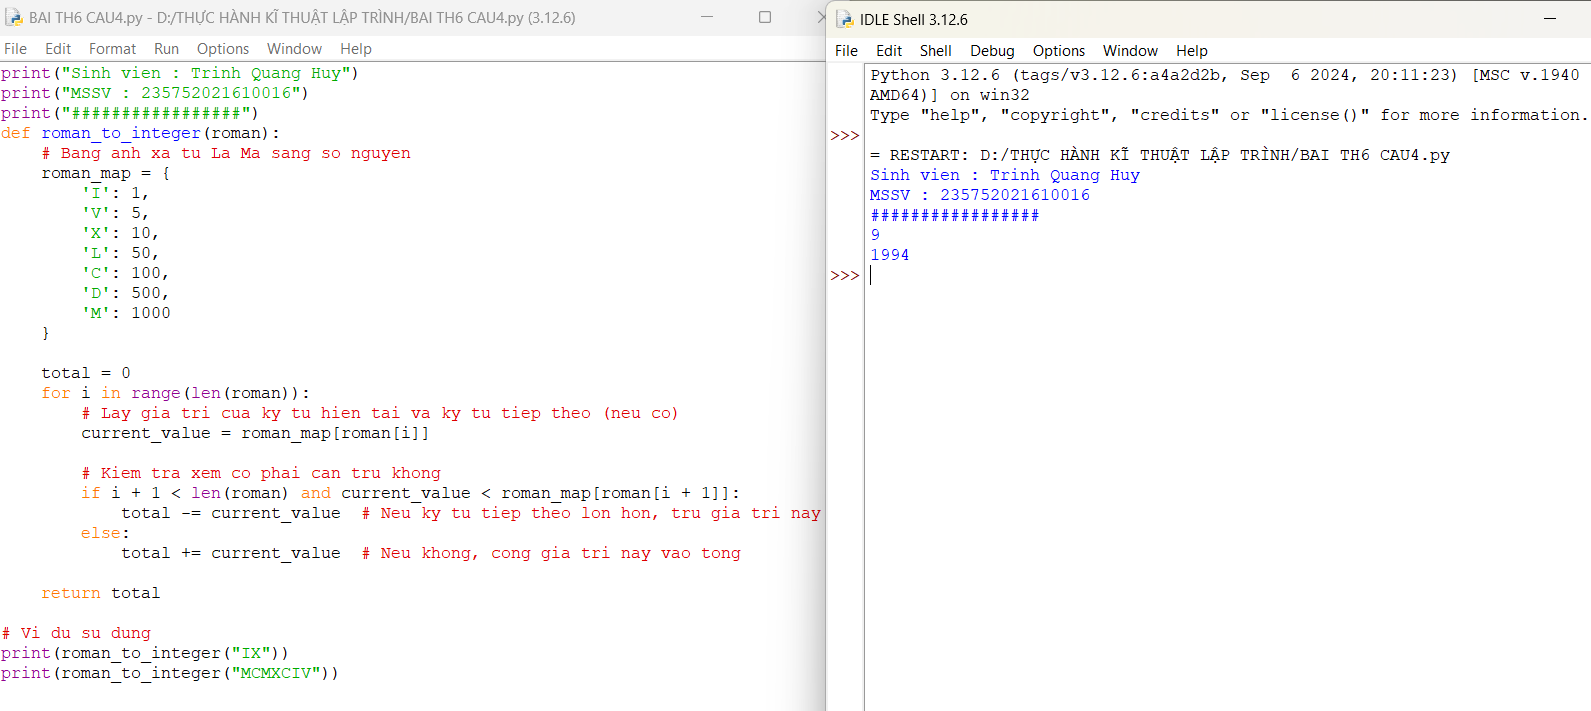 BAI TH6 CAU4.py - D:/THỰC HÀNH KĨ THUẬT LẬP TRÌNH/BAI TH6 CAU4.py (3.12.6)
File Edit Format Run Options Window Help
print("Sinh vien : Trinh Quang Huy")
print("MSSV : 235752021610016")
print("#################")
def roman_to_integer(roman):
    # Bang anh xa tu La Ma sang so nguyen
    roman_map = {
        'I': 1,
        'V': 5,
        'X': 10,
        'L': 50,
        'C': 100,
        'D': 500,
        'M': 1000
    }
    total = 0
    for i in range(len(roman)):
        # Lay gia tri cua ky tu hien tai va ky tu tiep theo (neu co)
        current_value = roman_map[roman[i]]
        # Kiem tra xem co phai can tru khong
        if i + 1 < len(roman) and current_value < roman_map[roman[i + 1]]:
            total -= current_value  # Neu ky tu tiep theo lon hon, tru gia tri nay
        else:
            total += current_value  # Neu khong, cong gia tri nay vao tong
    return total
# Vi du su dung
print(roman_to_integer("IX"))
print(roman_to_integer("MCMXCIV"))
IDLE Shell 3.12.6
File Edit Shell Debug Options Window Help
Python 3.12.6 (tags/v3.12.6:a4a2d2b, Sep  6 2024, 20:11:23) [MSC v.1940
AMD64)] on win32
Type "help", "copyright", "credits" or "license()" for more information.
>>>
= RESTART: D:/THỰC HÀNH KĨ THUẬT LẬP TRÌNH/BAI TH6 CAU4.py
Sinh vien : Trinh Quang Huy
MSSV : 235752021610016
#################
9
1994
>>>